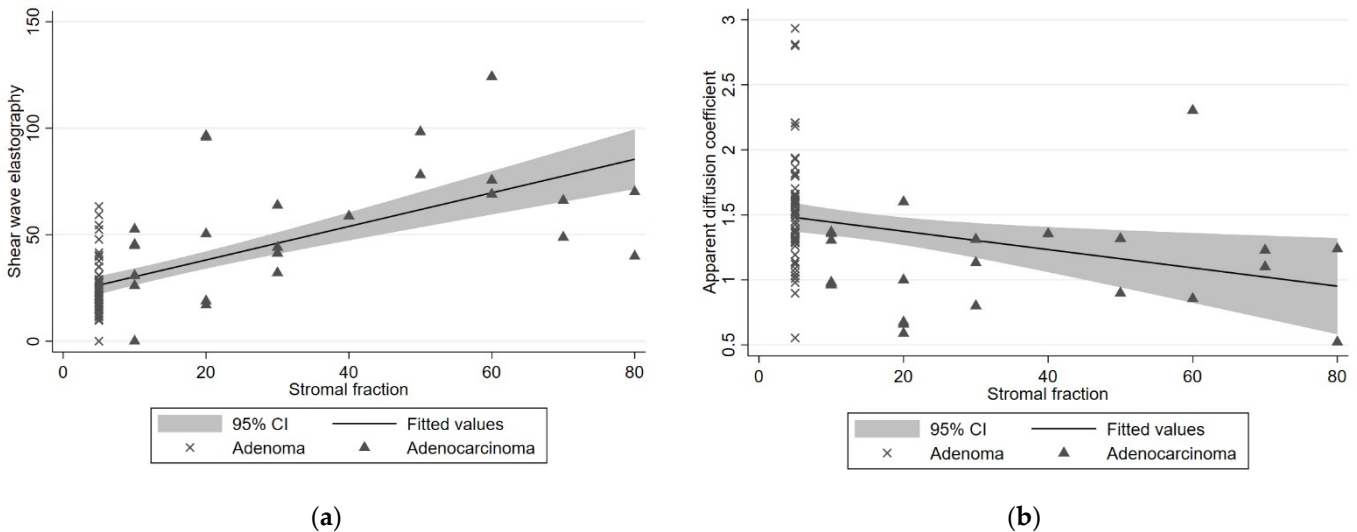 150
100
50
0
Shear wave elastography
0 20 40 60 80
Stromal fraction
95% CI Fitted values
Adenoma Adenocarcinoma
(a)
3
2.5
2
1.5
1
0.5
Apparent diffusion coefficient
0 20 40 60 80
Stromal fraction
95% CI Fitted values
Adenoma Adenocarcinoma
(b)